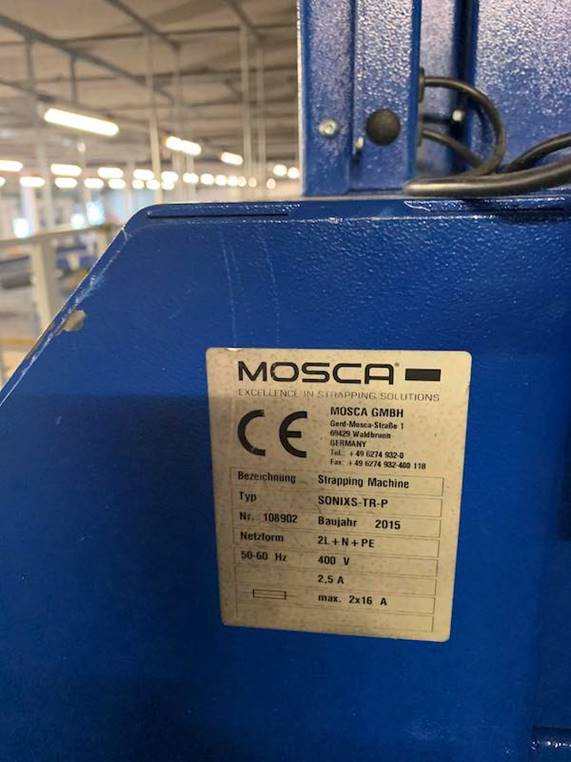 MOSCA®
EXCELLENCE IN STRAPPING SOLUTIONS
CE
MOSCA GMBH
Gerd-Mosca-Straße 1
69429 Waldbrunn
GERMANY
Tel.: +49 6274 932-0
Fax: +49 6274 932-400 118
Bezeichnung Strapping Machine
Typ SONIXS-TR-P
Nr. 108902 Baujahr 2015
Netzform 2L+N+PE
50-60 Hz 400 V
2,5 A
max. 2x16 A